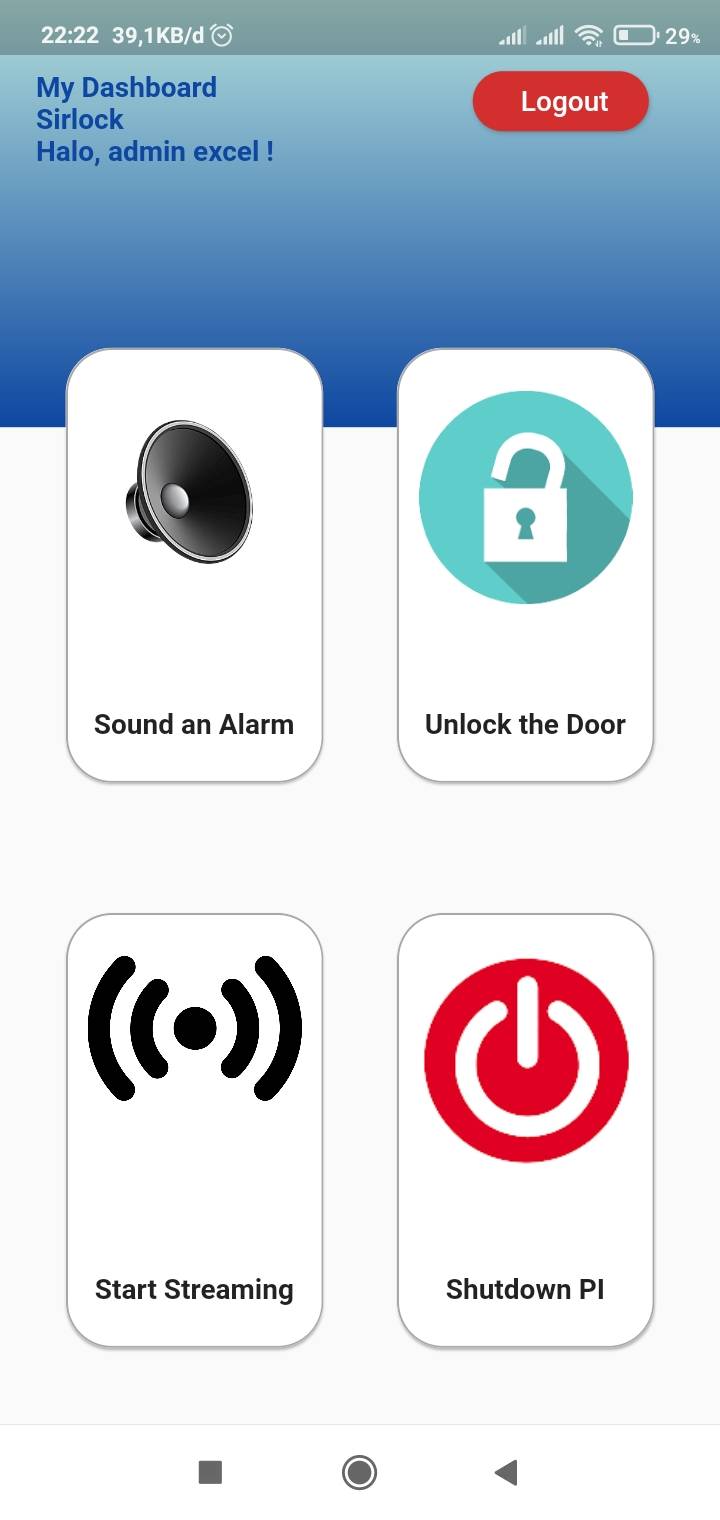 22:22 39,1KB/d 29%
My Dashboard
Sirlock
Halo, admin excel !
Logout
Sound an Alarm
Unlock the Door
Start Streaming
Shutdown PI